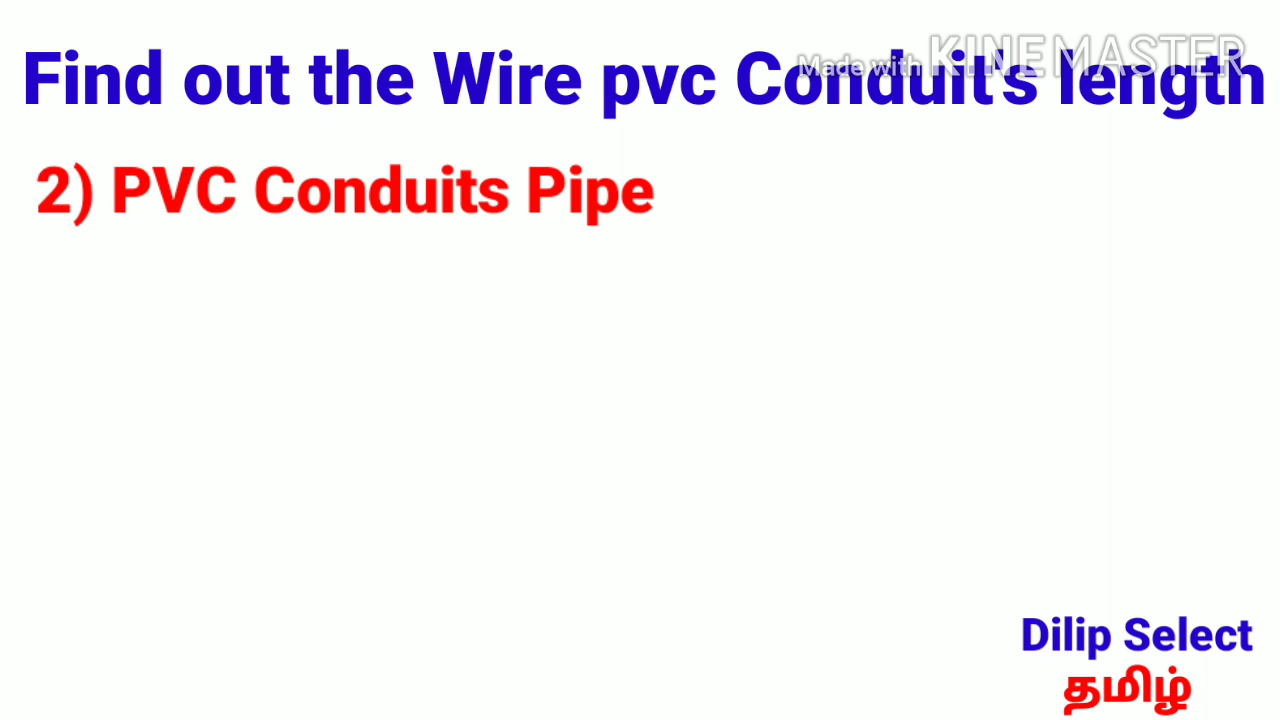 Find out the Wire pvc Conduit's length
Made with KINEMASTER
2) PVC Conduits Pipe
Dilip Select
தமிழ்